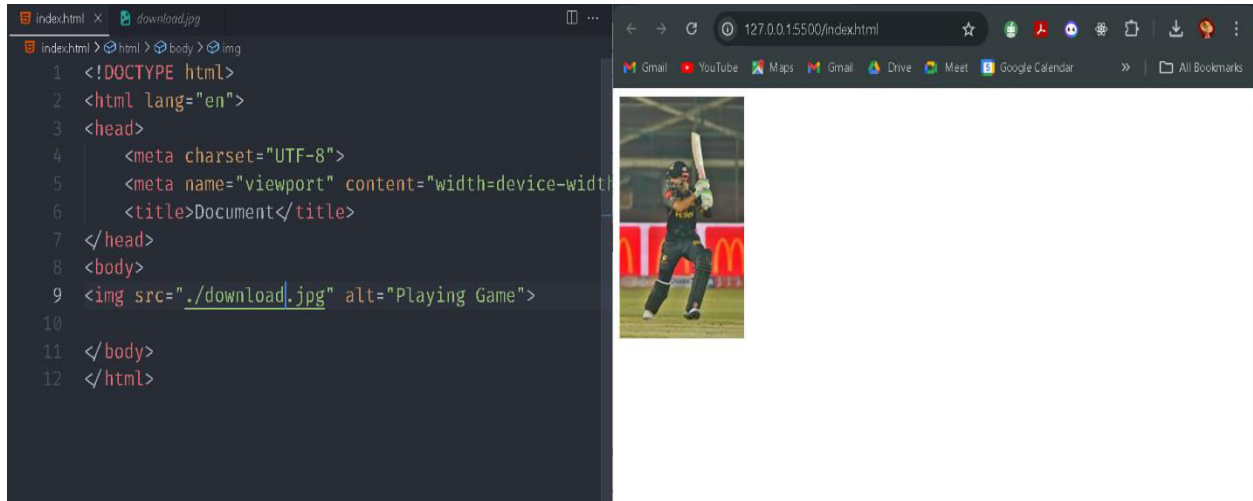 index.html × download.jpg
index.html > html > body > img
1 <!DOCTYPE html>
2 <html lang="en">
3 <head>
4 <meta charset="UTF-8">
5 <meta name="viewport" content="width=device-widt
6 <title>Document</title>
7 </head>
8 <body>
9 <img src="./download.jpg" alt="Playing Game">
10
11 </body>
12 </html>
127.0.0.1:5500/index.html
Gmail YouTube Maps Gmail Drive Meet Google Calendar » All Bookmarks